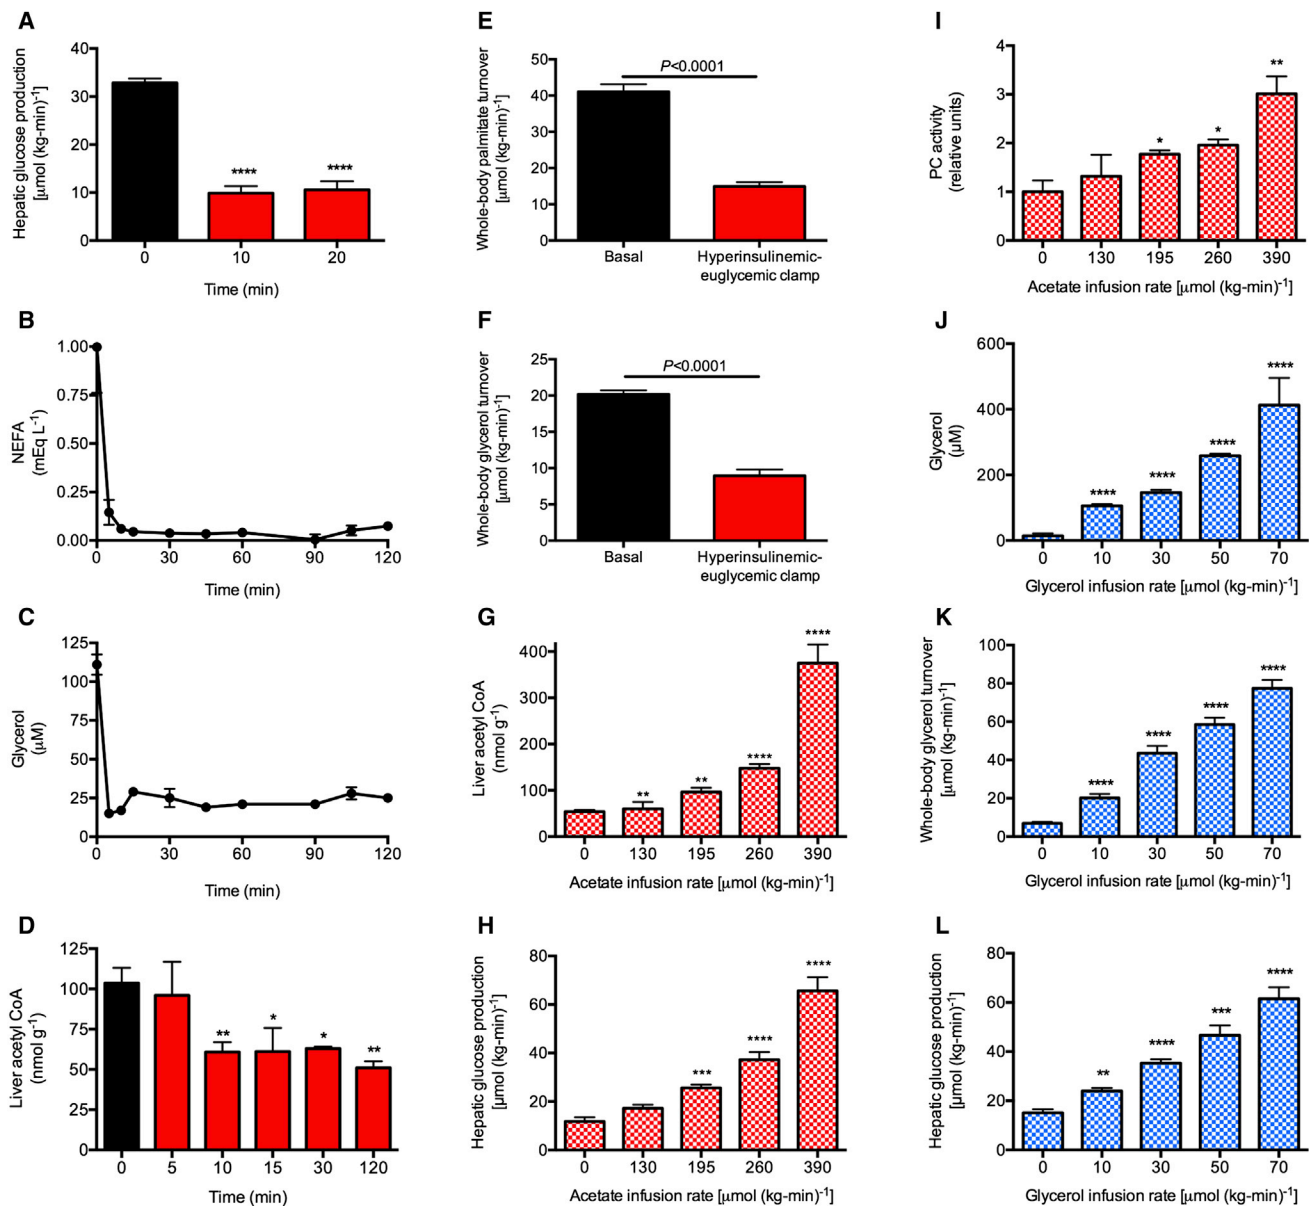 A
Hepatic glucose production
[μmol (kg-min)-1]
40
30
20
10
0
****
****
0 10 20
Time (min)
B
NEFA
(mEq L-1)
1.00
0.75
0.50
0.25
0.00
0 30 60 90 120
Time (min)
C
Glycerol
(μM)
125
100
75
50
25
0
0 30 60 90 120
Time (min)
D
Liver acetyl CoA
(nmol g-1)
125
100
75
50
25
0
** * * **
0 5 10 15 30 120
Time (min)
E
Whole-body palmitate turnover
[μmol (kg-min)-1]
50
40
30
20
10
0
P<0.0001
Basal Hyperinsulinemic-
euglycemic clamp
F
Whole-body glycerol turnover
[μmol (kg-min)-1]
25
20
15
10
5
0
P<0.0001
Basal Hyperinsulinemic-
euglycemic clamp
G
Liver acetyl CoA
(nmol g-1)
400
300
200
100
0
** ** **** ****
0 130 195 260 390
Acetate infusion rate [μmol (kg-min)-1]
H
Hepatic glucose production
[μmol (kg-min)-1]
80
60
40
20
0
*** **** ****
0 130 195 260 390
Acetate infusion rate [μmol (kg-min)-1]
I
PC activity
(relative units)
4
3
2
1
0
* * **
0 130 195 260 390
Acetate infusion rate [μmol (kg-min)-1]
J
Glycerol
(μM)
600
400
200
0
**** **** **** ****
0 10 30 50 70
Glycerol infusion rate [μmol (kg-min)-1]
K
Whole-body glycerol turnover
[μmol (kg-min)-1]
100
80
60
40
20
0
**** **** **** ****
0 10 30 50 70
Glycerol infusion rate [μmol (kg-min)-1]
L
Hepatic glucose production
[μmol (kg-min)-1]
80
60
40
20
0
** **** *** ****
0 10 30 50 70
Glycerol infusion rate [μmol (kg-min)-1]